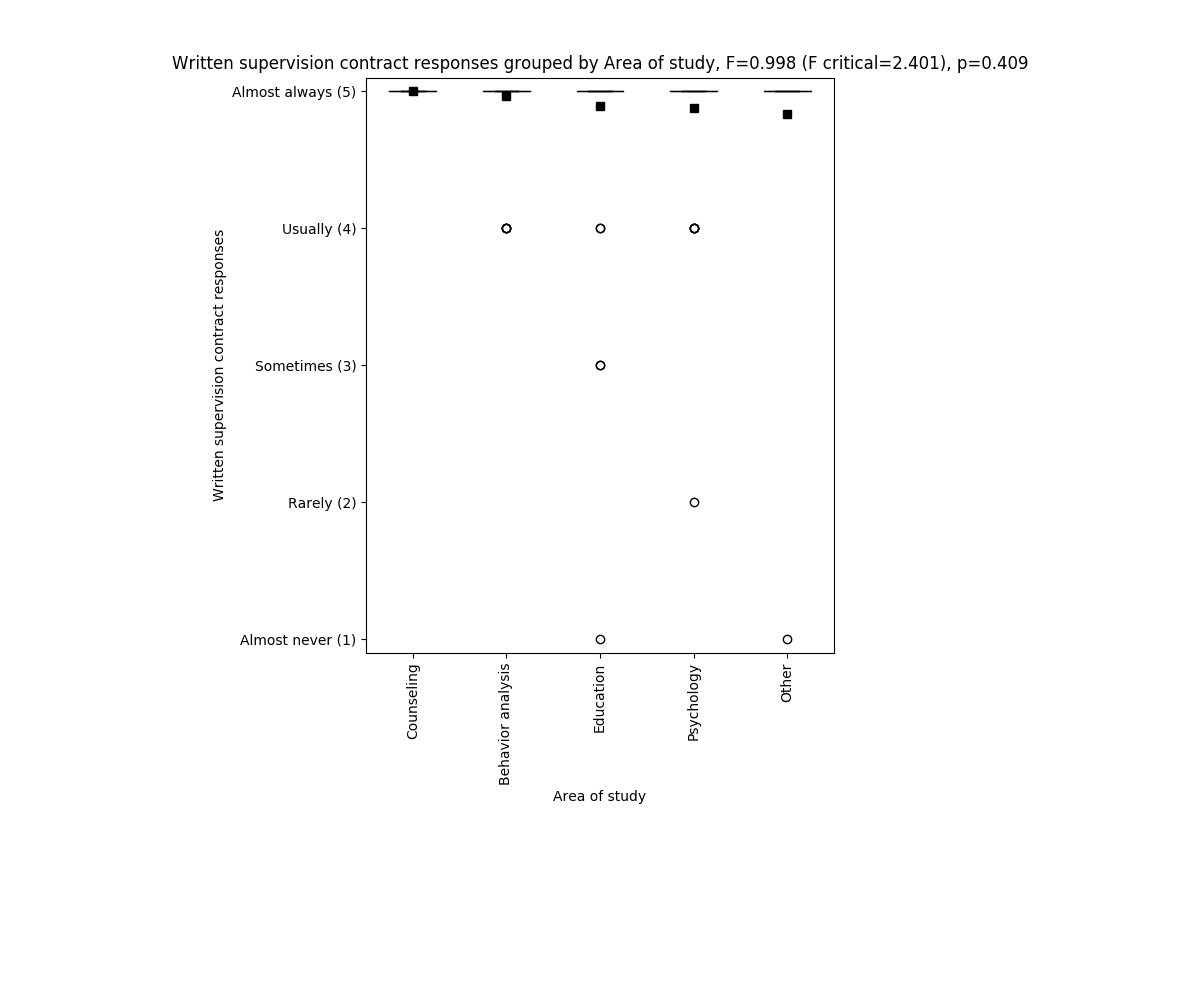 Written supervision contract responses grouped by Area of study, F=0.998 (F critical=2.401), p=0.409
Almost always (5)
Usually (4)
Sometimes (3)
Rarely (2)
Almost never (1)
Written supervision contract responses
Counseling
Behavior analysis
Education
Psychology
Other
Area of study